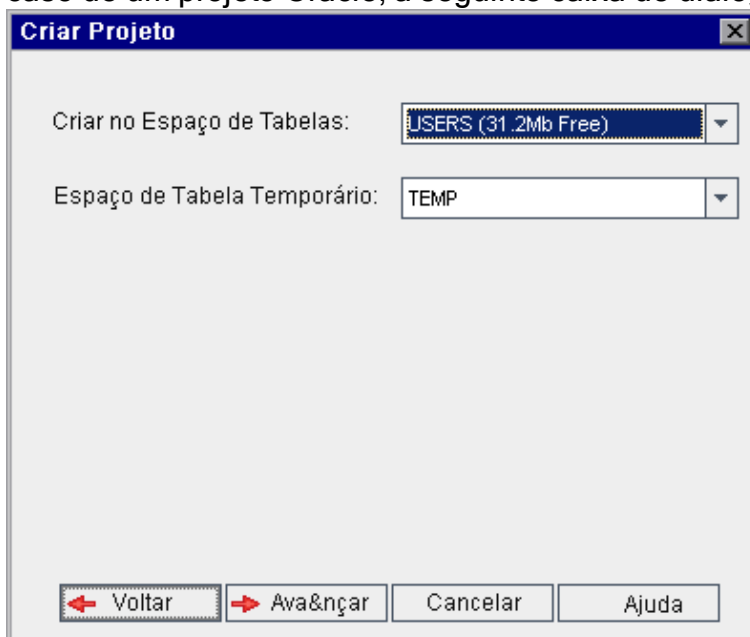 caso de um projeto Oracle, a seguinte caixa de
Criar Projeto
Criar no Espaço de Tabelas: USERS (31.2Mb Free)
Espaço de Tabela Temporário: TEMP
Voltar Ava&nçar Cancelar Ajuda